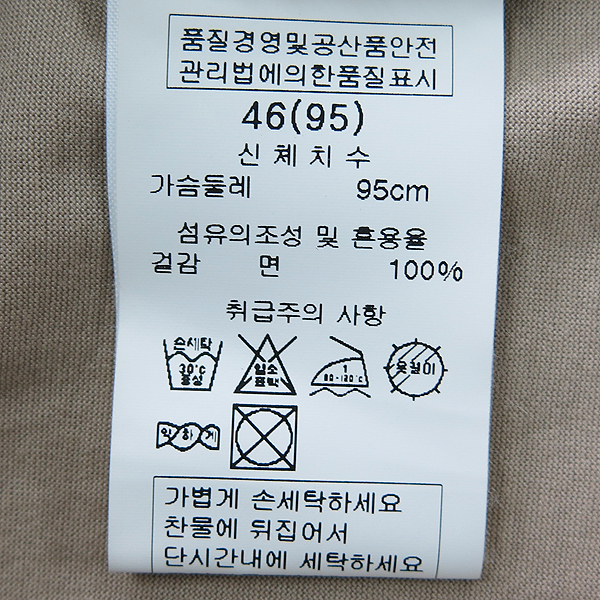 품질경영및공산품안전
관리법에의한품질표시
46(95)
신체치수
가슴둘레 95cm
섬유의조성 및 흔용율
겉감 면 100%
취급주의 사항
손세탁
30℃
중성
염소
표백
1
80-120℃
옷걸이
약하게
가볍게 손세탁하세요
찬물에 뒤집어서
단시간내에 세탁하세요